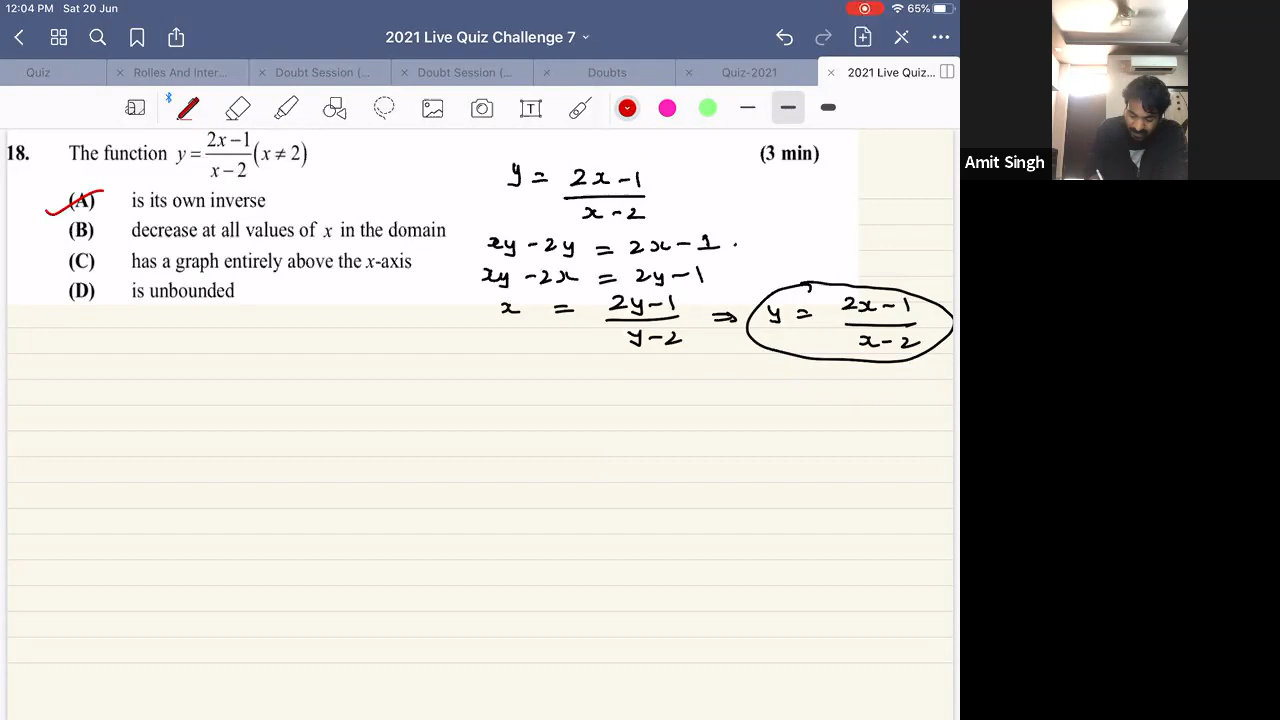 12:04 PM Sat 20 Jun 65%
2021 Live Quiz Challenge 7
Quiz Rolles And Inter... Doubt Session (... Doubt Session (... Doubts Quiz-2021 2021 Live Quiz...
18. The function y = (2x − 1)/(x − 2) (x ≠ 2) (3 min)
(A) is its own inverse
(B) decrease at all values of x in the domain
(C) has a graph entirely above the x-axis
(D) is unbounded
y = (2x − 1)/(x − 2)
xy − 2y = 2x − 1
xy − 2x = 2y − 1
x = (2y − 1)/(y − 2) ⇒ y = (2x − 1)/(x − 2)
Amit Singh